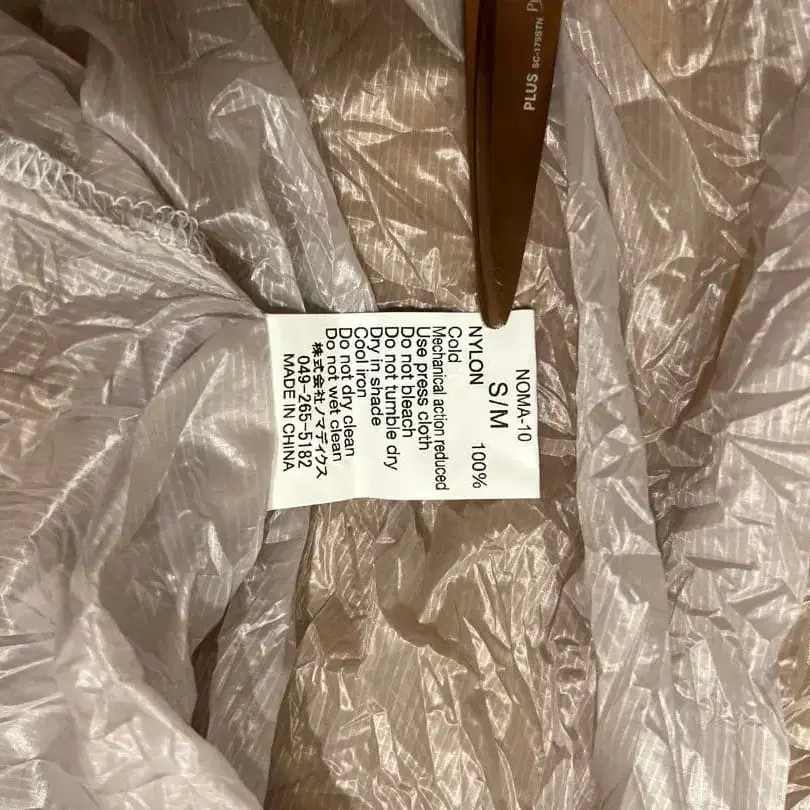 NOMA-10
S/M
NYLON 100%
Cold
Mechanical action reduced
Use press cloth
Do not bleach
Do not tumble dry
Dry in shade
Cool iron
Do not dry clean
Do not wet clean
株式会社ノマディクス
049-265-5182
MADE IN CHINA
PLUS SC-175STN